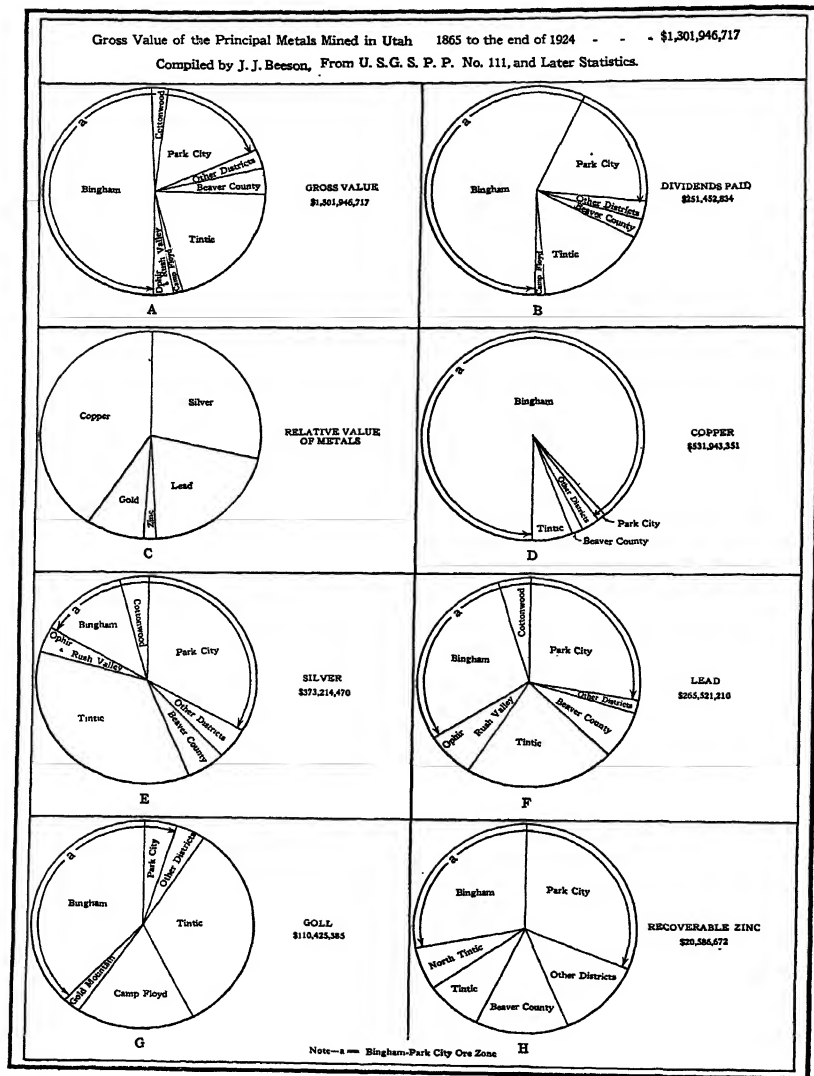 Gross Value of the Principal Metals Mined in Utah 1865 to the end of 1924 - - - $1,301,946,717
Compiled by J. J. Beeson, From U. S. G. S. P. P. No. 111, and Later Statistics.
a
Cottonwood
Park City
Other Districts
Beaver County
Bingham
Tintic
Ophir & Rush Valley
Camp Floyd
GROSS VALUE
$1,301,946,717
A
a
Park City
Other Districts
Beaver County
Bingham
Tintic
Camp Floyd
DIVIDENDS PAID
$251,452,834
B
Copper
Silver
Gold
Zinc
Lead
RELATIVE VALUE
OF METALS
C
a
Bingham
Other Districts
Park City
Tintic
Beaver County
COPPER
$531,943,351
D
a
Bingham
Cottonwood
Park City
Ophir
& Rush Valley
Tintic
Other Districts
Beaver County
SILVER
$373,214,470
E
a
Cottonwood
Park City
Bingham
Other Districts
Beaver County
Ophir Rush Valley
Tintic
LEAD
$265,521,210
F
a
Park City
Other Districts
Bingham
Tintic
Gold Mountain
Camp Floyd
GOLL
$110,425,385
G
a
Bingham
Park City
North Tintic
Tintic
Beaver County
Other Districts
RECOVERABLE ZINC
$20,586,672
H
Note—a == Bingham-Park City Ore Zone